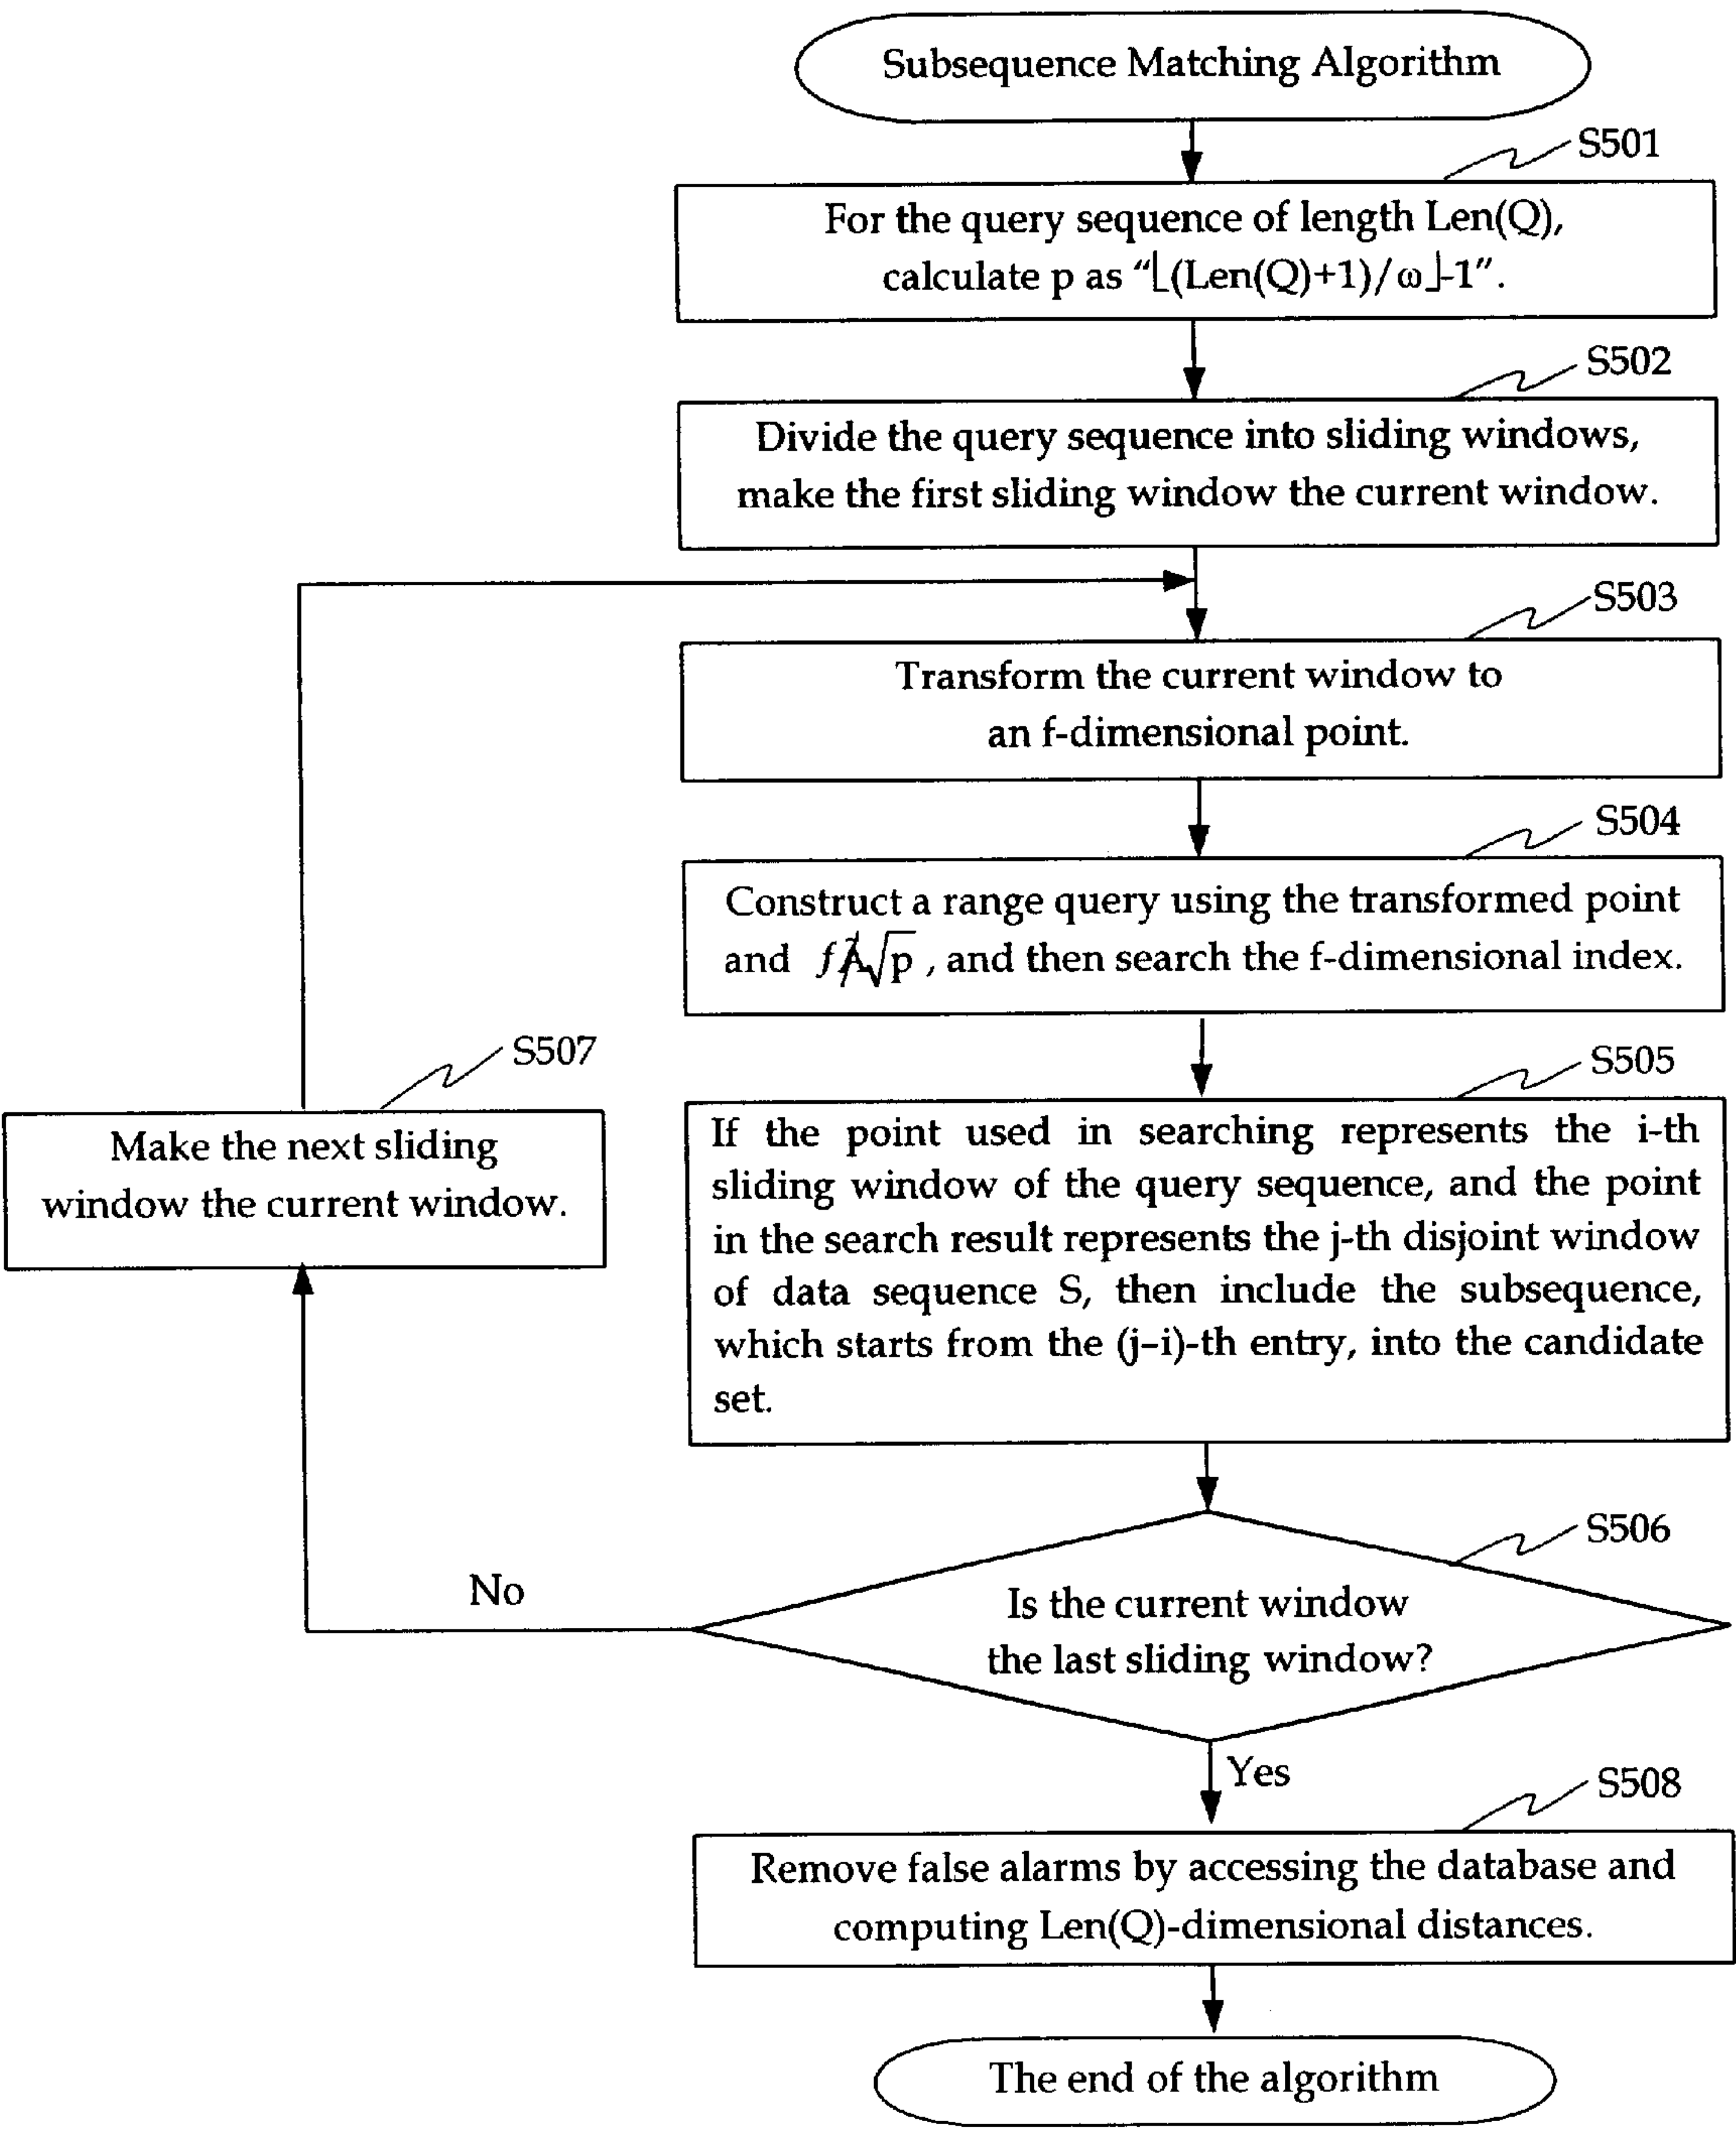 Subsequence Matching Algorithm
S501
For the query sequence of length Len(Q),
calculate p as “⌊(Len(Q)+1)/ω⌋-1”.
S502
Divide the query sequence into sliding windows,
make the first sliding window the current window.
S503
Transform the current window to
an f-dimensional point.
S504
Construct a range query using the transformed point
and √p , and then search the f-dimensional index.
S505
If the point used in searching represents the i-th
sliding window of the query sequence, and the point
in the search result represents the j-th disjoint window
of data sequence S, then include the subsequence,
which starts from the (j–i)-th entry, into the candidate
set.
S507
Make the next sliding
window the current window.
S506
Is the current window
the last sliding window?
No
Yes
S508
Remove false alarms by accessing the database and
computing Len(Q)-dimensional distances.
The end of the algorithm